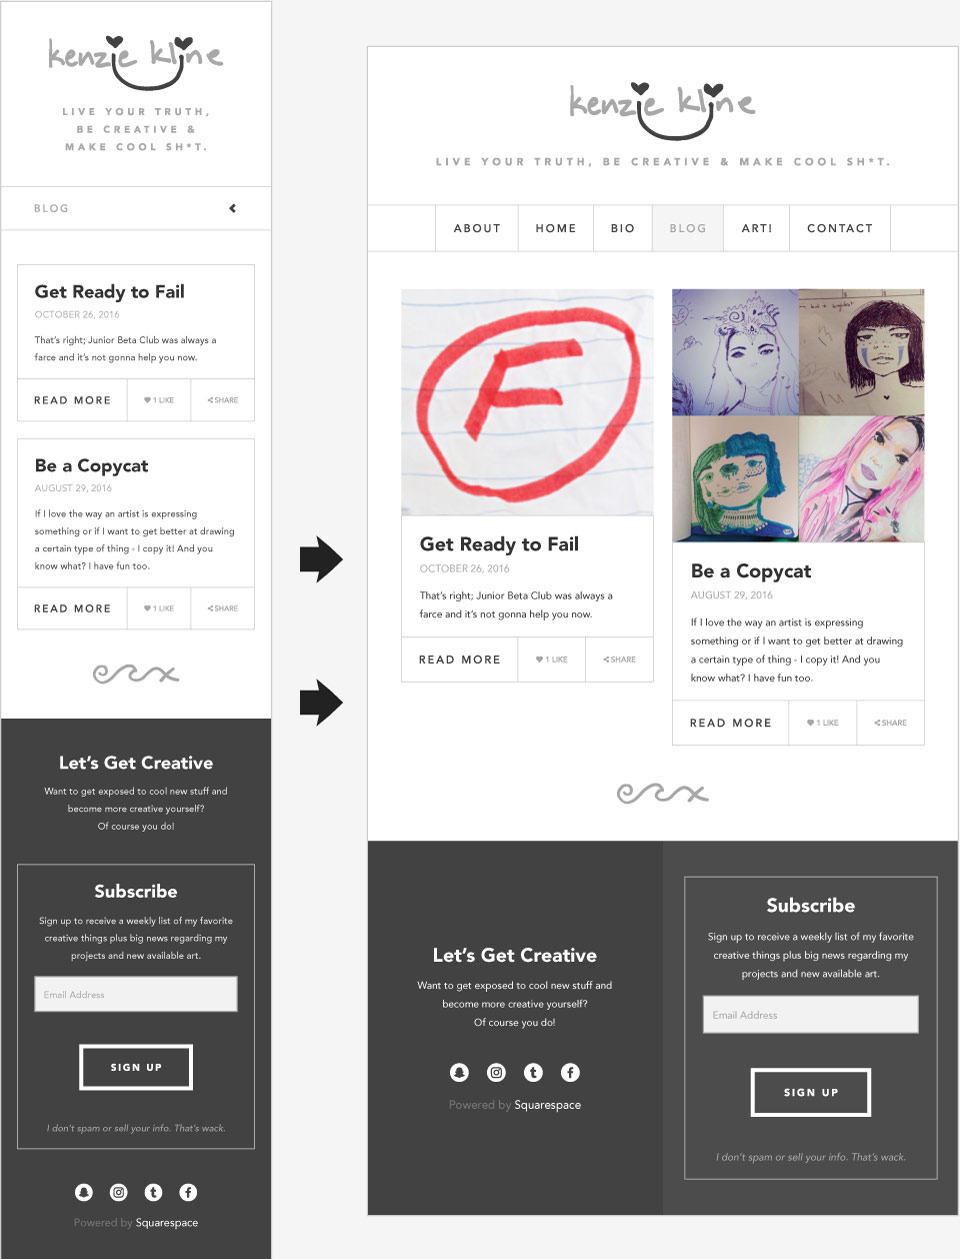 kenzie kline
LIVE YOUR TRUTH,
BE CREATIVE &
MAKE COOL SH*T.
BLOG
Get Ready to Fail
OCTOBER 26, 2016
That's right; Junior Beta Club was always a
farce and it's not gonna help you now.
READ MORE
1 LIKE
SHARE
Be a Copycat
AUGUST 29, 2016
If I love the way an artist is expressing
something or if I want to get better at drawing
a certain type of thing - I copy it! And you
know what? I have fun too.
READ MORE
1 LIKE
SHARE
Let's Get Creative
Want to get exposed to cool new stuff and
become more creative yourself?
Of course you do!
Subscribe
Sign up to receive a weekly list of my favorite
creative things plus big news regarding my
projects and new available art.
Email Address
SIGN UP
I don't spam or sell your info. That's wack.
Powered by Squarespace
kenzie kline
LIVE YOUR TRUTH, BE CREATIVE & MAKE COOL SH*T.
ABOUT HOME BIO BLOG ART! CONTACT
F
Get Ready to Fail
OCTOBER 26, 2016
That's right; Junior Beta Club was always a
farce and it's not gonna help you now.
READ MORE
1 LIKE
SHARE
Be a Copycat
AUGUST 29, 2016
If I love the way an artist is expressing
something or if I want to get better at drawing
a certain type of thing - I copy it! And you
know what? I have fun too.
READ MORE
1 LIKE
SHARE
Let's Get Creative
Want to get exposed to cool new stuff and
become more creative yourself?
Of course you do!
Powered by Squarespace
Subscribe
Sign up to receive a weekly list of my favorite
creative things plus big news regarding my
projects and new available art.
Email Address
SIGN UP
I don't spam or sell your info. That's wack.